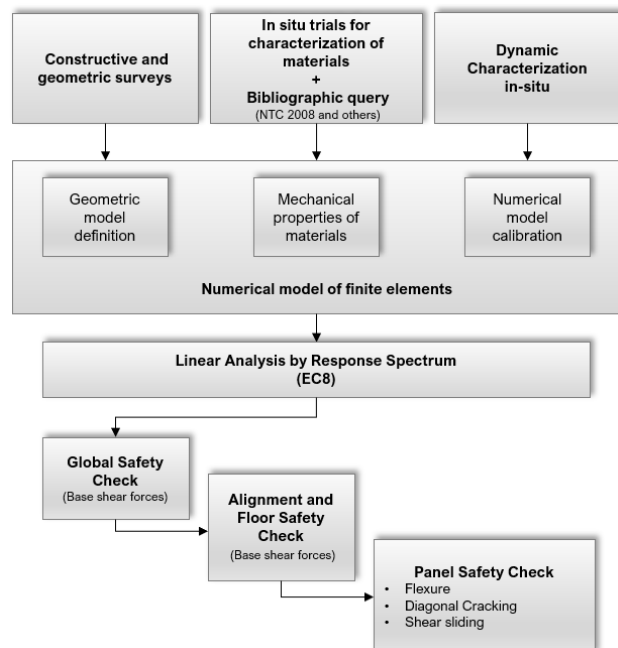 Constructive and
geometric surveys
In situ trials for
characterization of
materials
+
Bibliographic query
(NTC 2008 and others)
Dynamic
Characterization
in-situ
Geometric
model
definition
Mechanical
properties of
materials
Numerical
model
calibration
Numerical model of finite elements
Linear Analysis by Response Spectrum
(EC8)
Global Safety
Check
(Base shear forces)
Alignment and
Floor Safety
Check
(Base shear forces)
Panel Safety Check
• Flexure
• Diagonal Cracking
• Shear sliding